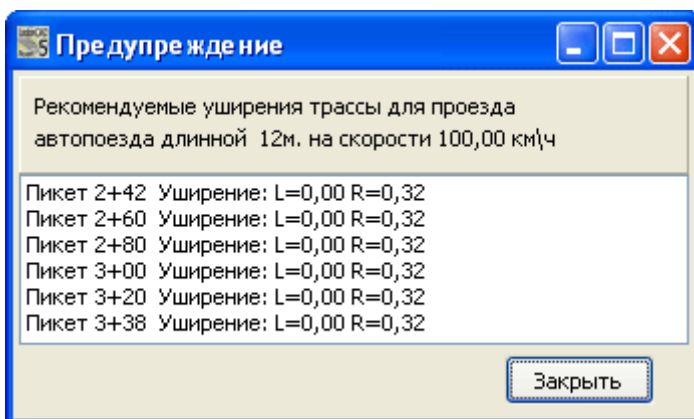 Предупреждение
Рекомендуемые уширения трассы для проезда
автопоезда длинной 12м. на скорости 100,00 км\ч
Пикет 2+42 Уширение: L=0,00 R=0,32
Пикет 2+60 Уширение: L=0,00 R=0,32
Пикет 2+80 Уширение: L=0,00 R=0,32
Пикет 3+00 Уширение: L=0,00 R=0,32
Пикет 3+20 Уширение: L=0,00 R=0,32
Пикет 3+38 Уширение: L=0,00 R=0,32
Закрыть